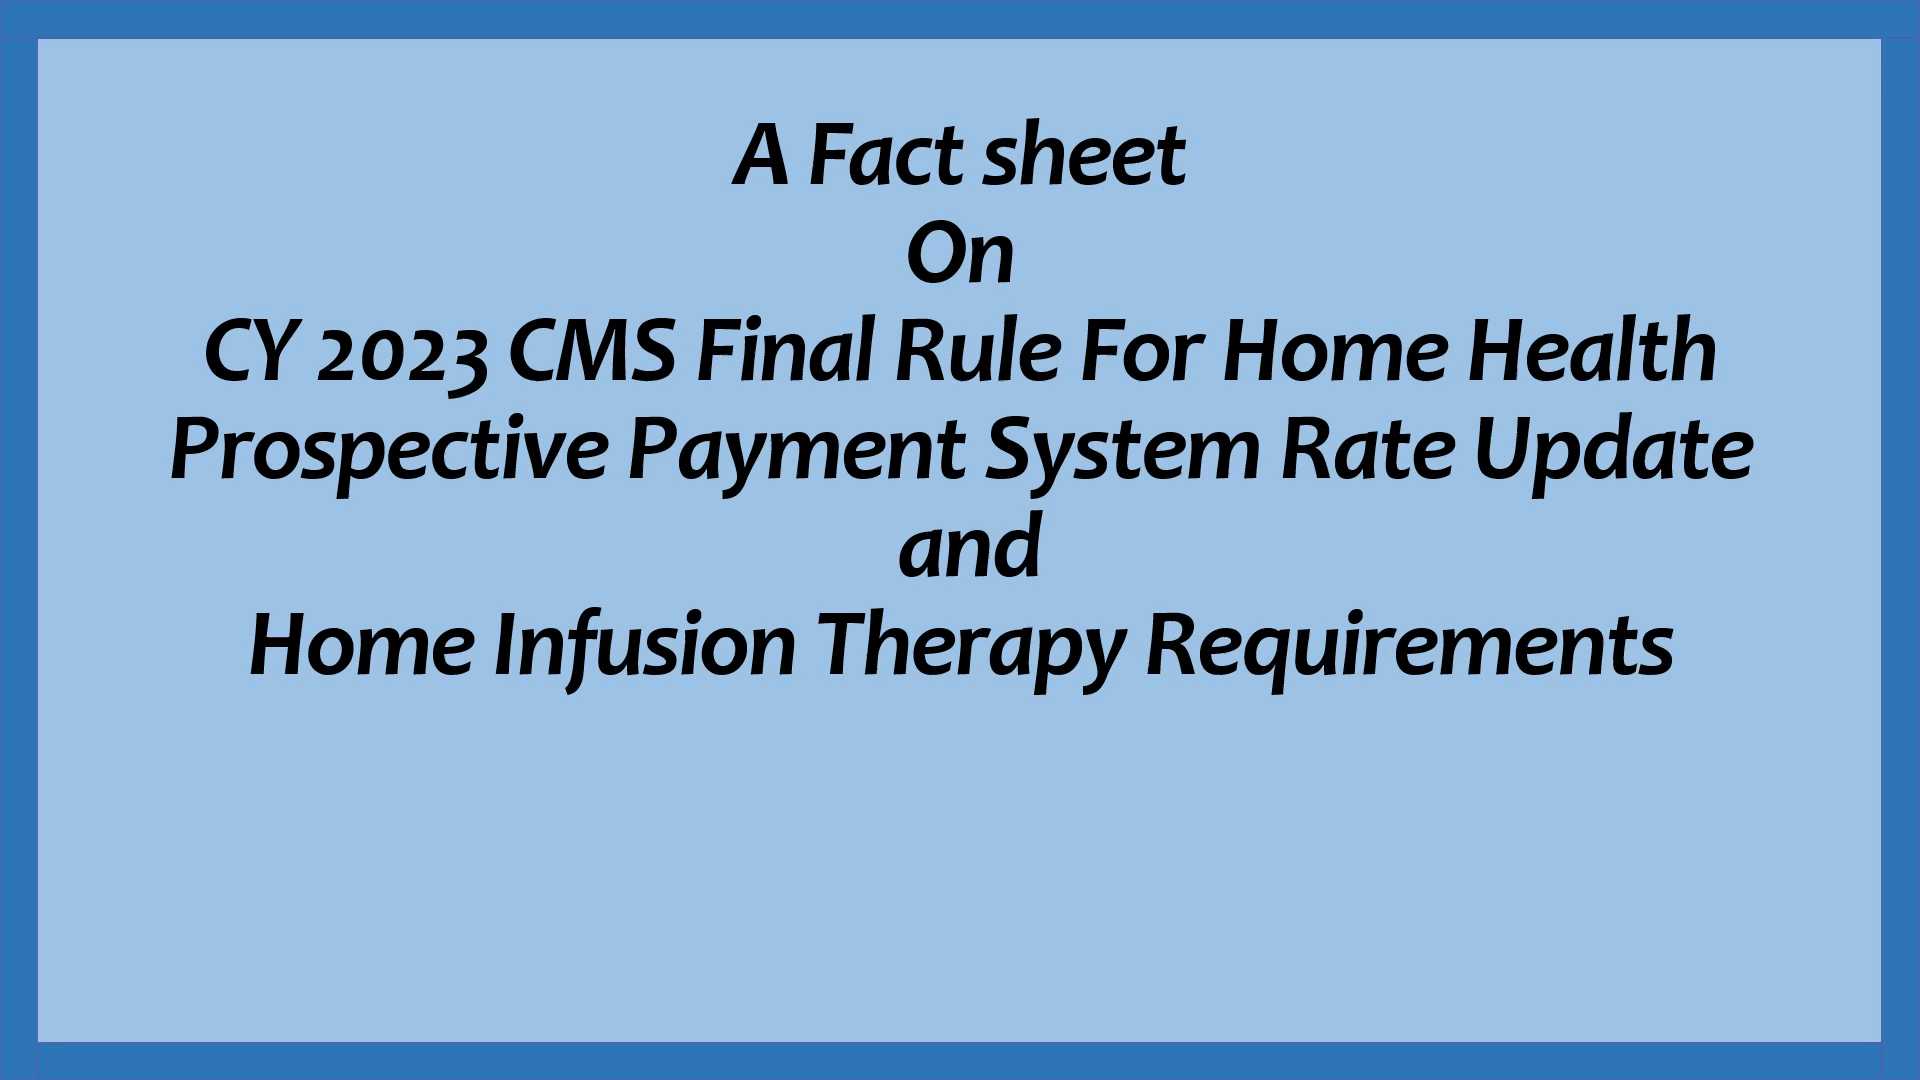 A Fact sheet
On
CY 2023 CMS Final Rule For Home Health
Prospective Payment System Rate Update
and
Home Infusion Therapy Requirements